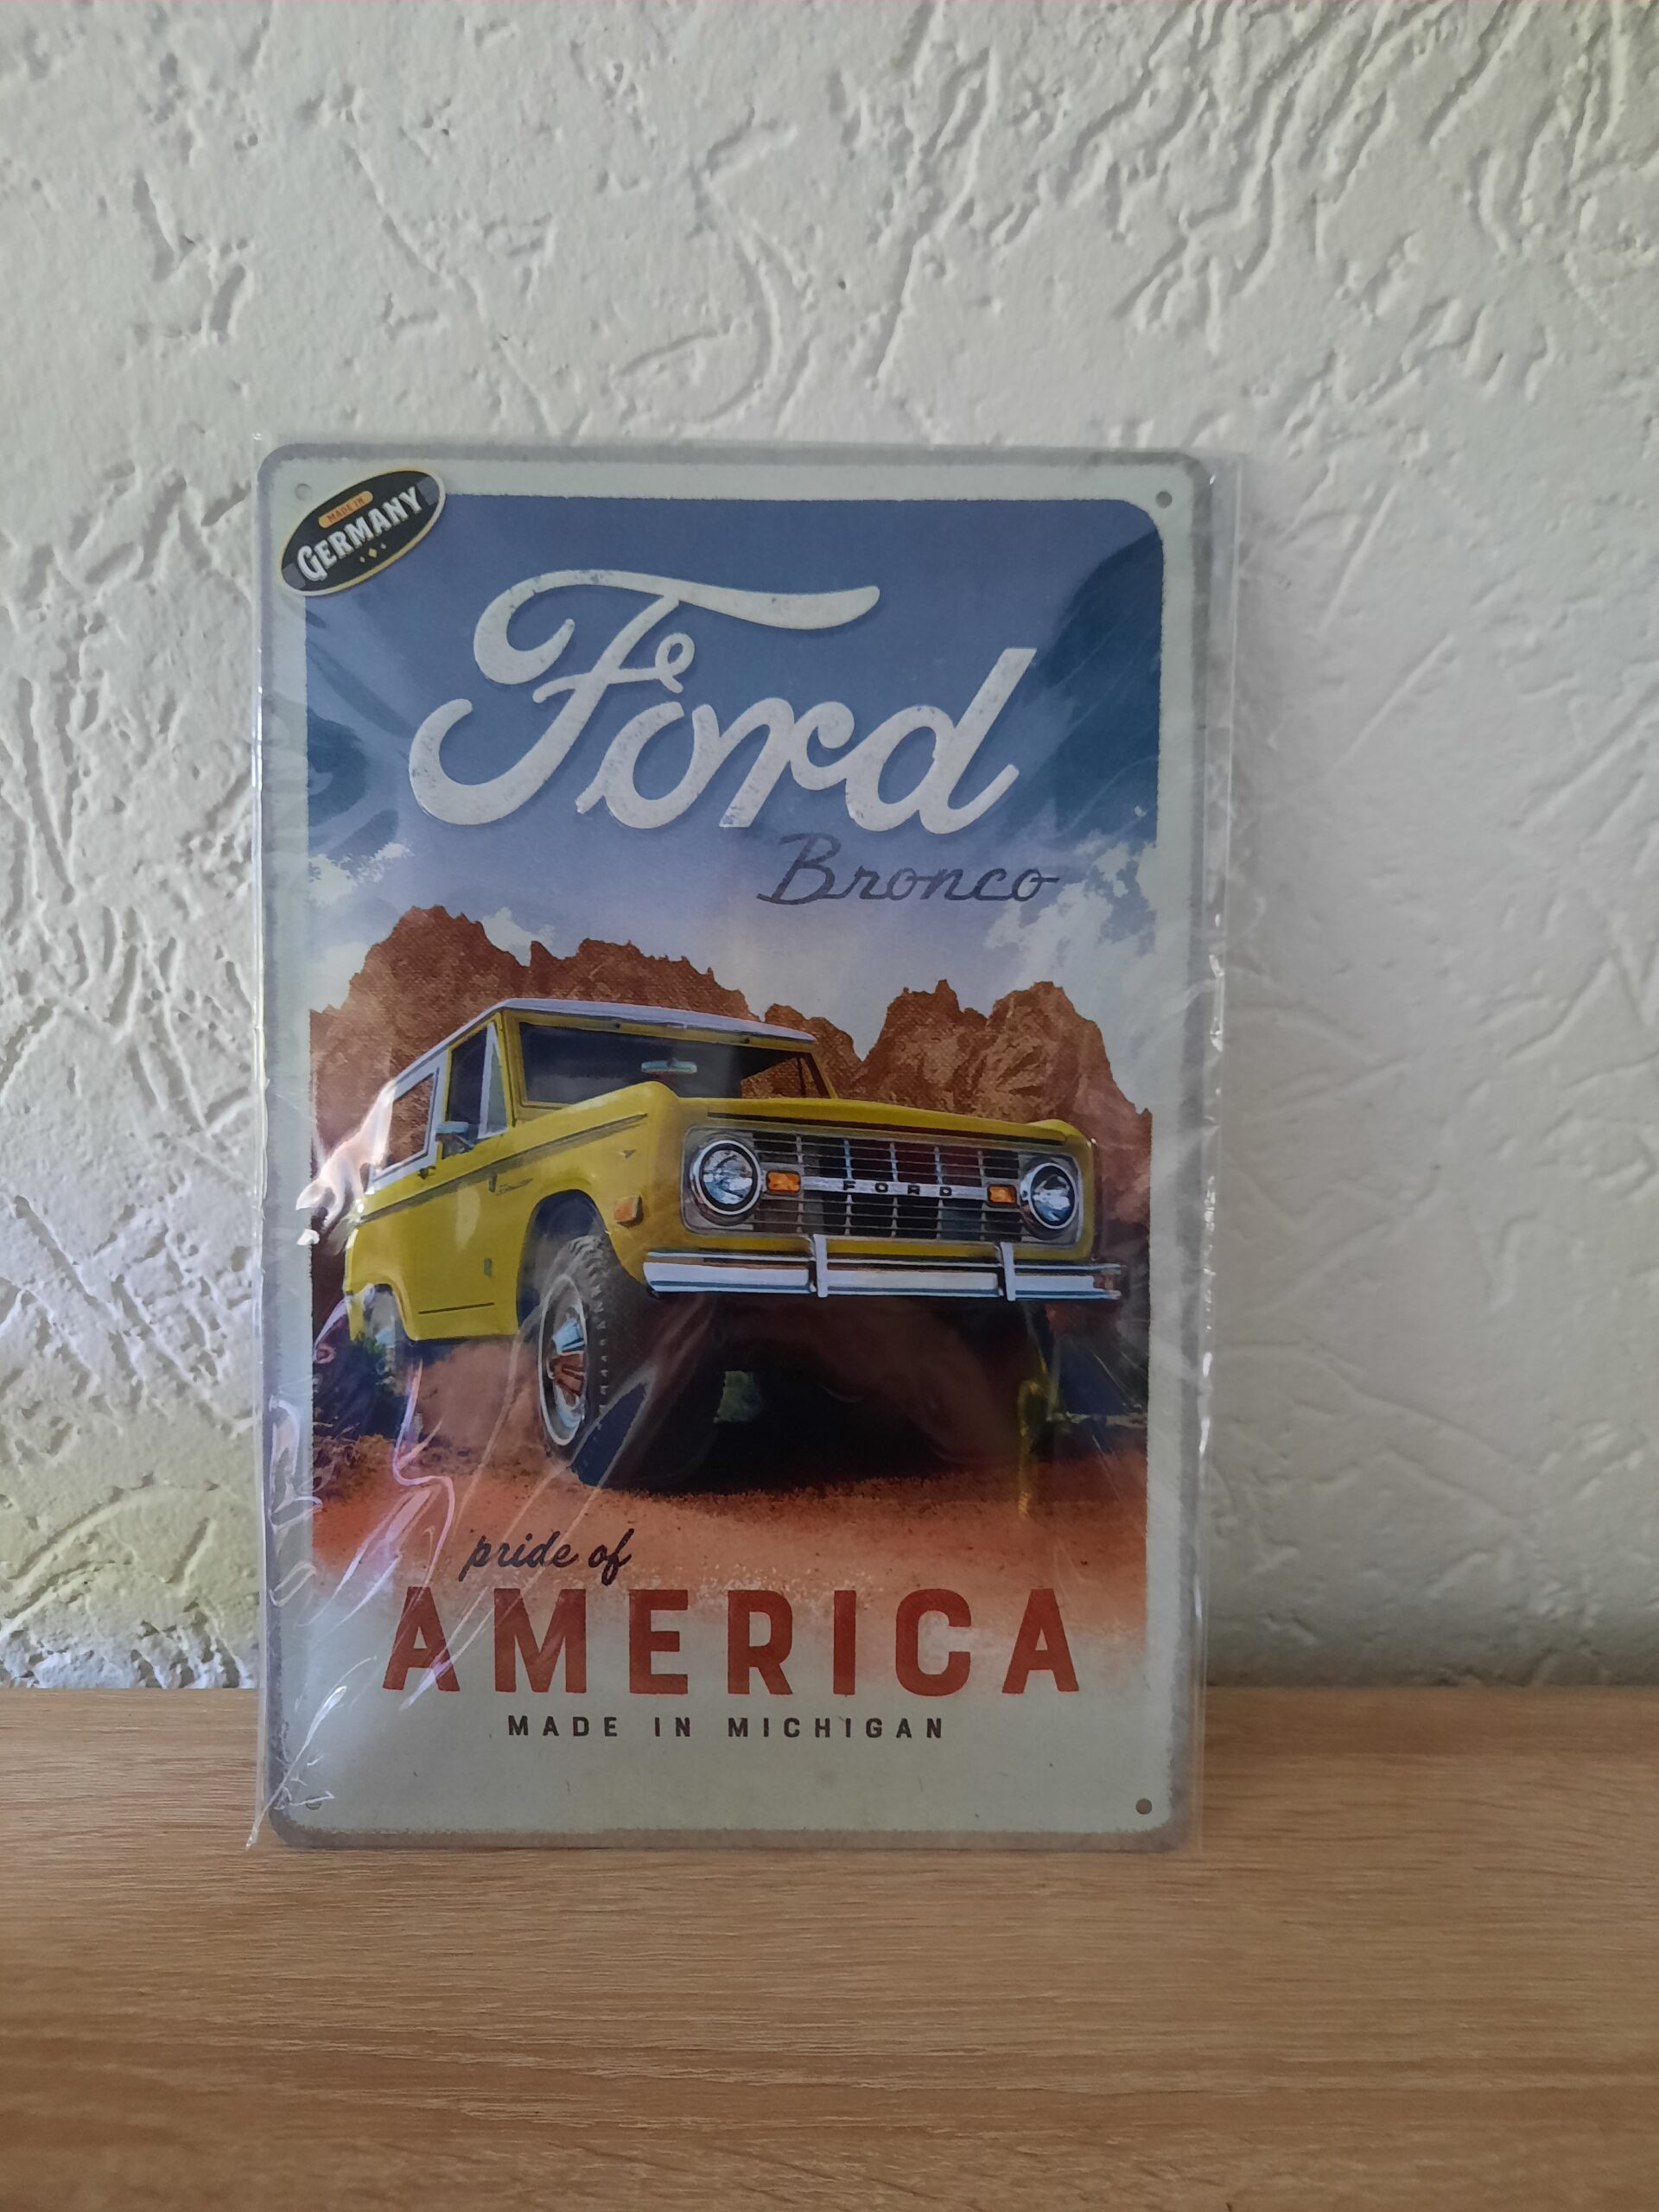 MADE IN
GERMANY
Ford
Bronco
FORD
pride of
AMERICA
MADE IN MICHIGAN